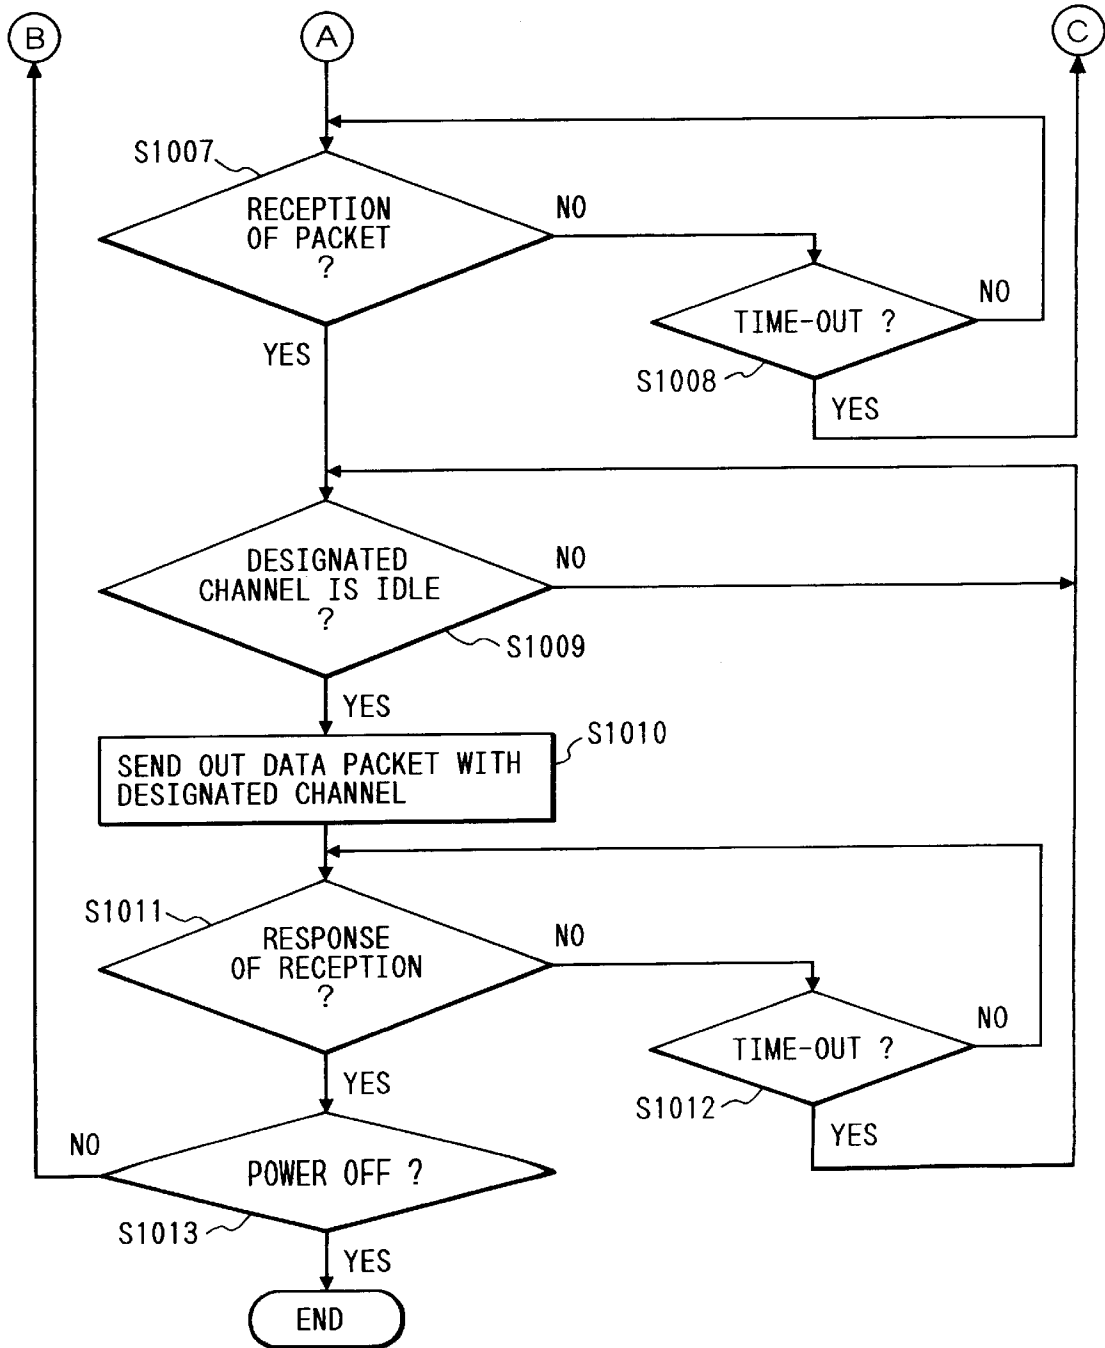 B
A
C
S1007
RECEPTION
OF PACKET
?
NO
TIME-OUT ?
NO
S1008
YES
YES
DESIGNATED
CHANNEL IS IDLE
?
NO
S1009
YES
S1010
SEND OUT DATA PACKET WITH
DESIGNATED CHANNEL
S1011
RESPONSE
OF RECEPTION
?
NO
TIME-OUT ?
NO
S1012
YES
YES
NO
POWER OFF ?
S1013
YES
END